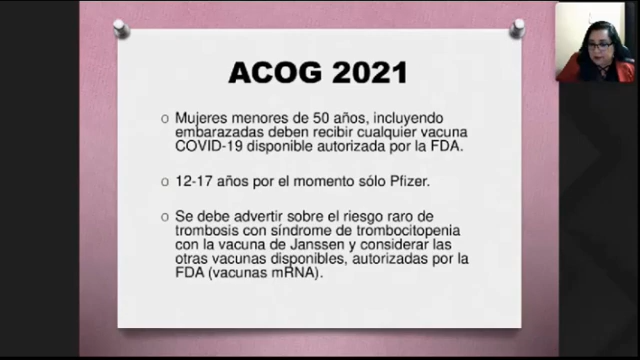 ACOG 2021
o Mujeres menores de 50 años, incluyendo
embarazadas deben recibir cualquier vacuna
COVID-19 disponible autorizada por la FDA.
o 12-17 años por el momento sólo Pfizer.
o Se debe advertir sobre el riesgo raro de
trombosis con síndrome de trombocitopenia
con la vacuna de Janssen y considerar las
otras vacunas disponibles, autorizadas por la
FDA (vacunas mRNA).